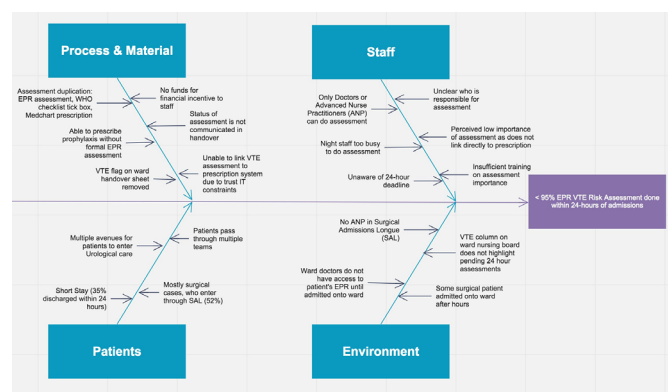 Process & Material
Staff
Assessment duplication:
EPR assessment, WHO
checklist tick box,
Medchart prescription
No funds for
financial incentive to
staff
Status of
assessment is not
communicated in
handover
Able to prescribe
prophylaxis without
formal EPR
assessment
VTE flag on ward
handover sheet
removed
Unable to link VTE
assessment to
prescription system
due to trust IT
constraints
Only Doctors or
Advanced Nurse
Practitioners (ANP)
can do assessment
Unclear who is
responsible for
assessment
Perceived low importance
of assessment as does not
link directly to prescription
Night staff too busy
to do assessment
Unaware of 24-hour
deadline
Insufficient training
on assessment
importance
< 95% EPR VTE Risk Assessment done
within 24-hours of admissions
Multiple avenues for
patients to enter
Urological care
Patients pass
through multiple
teams
Short Stay (35%
discharged within 24
hours)
Mostly surgical
cases, who enter
through SAL (52%)
No ANP in Surgical
Admissions Longue
(SAL)
VTE column on
ward nursing board
does not highlight
pending 24 hour
assessments
Ward doctors do not
have access to
patient's EPR until
admitted onto ward
Some surgical patient
admitted onto ward
after hours
Patients
Environment